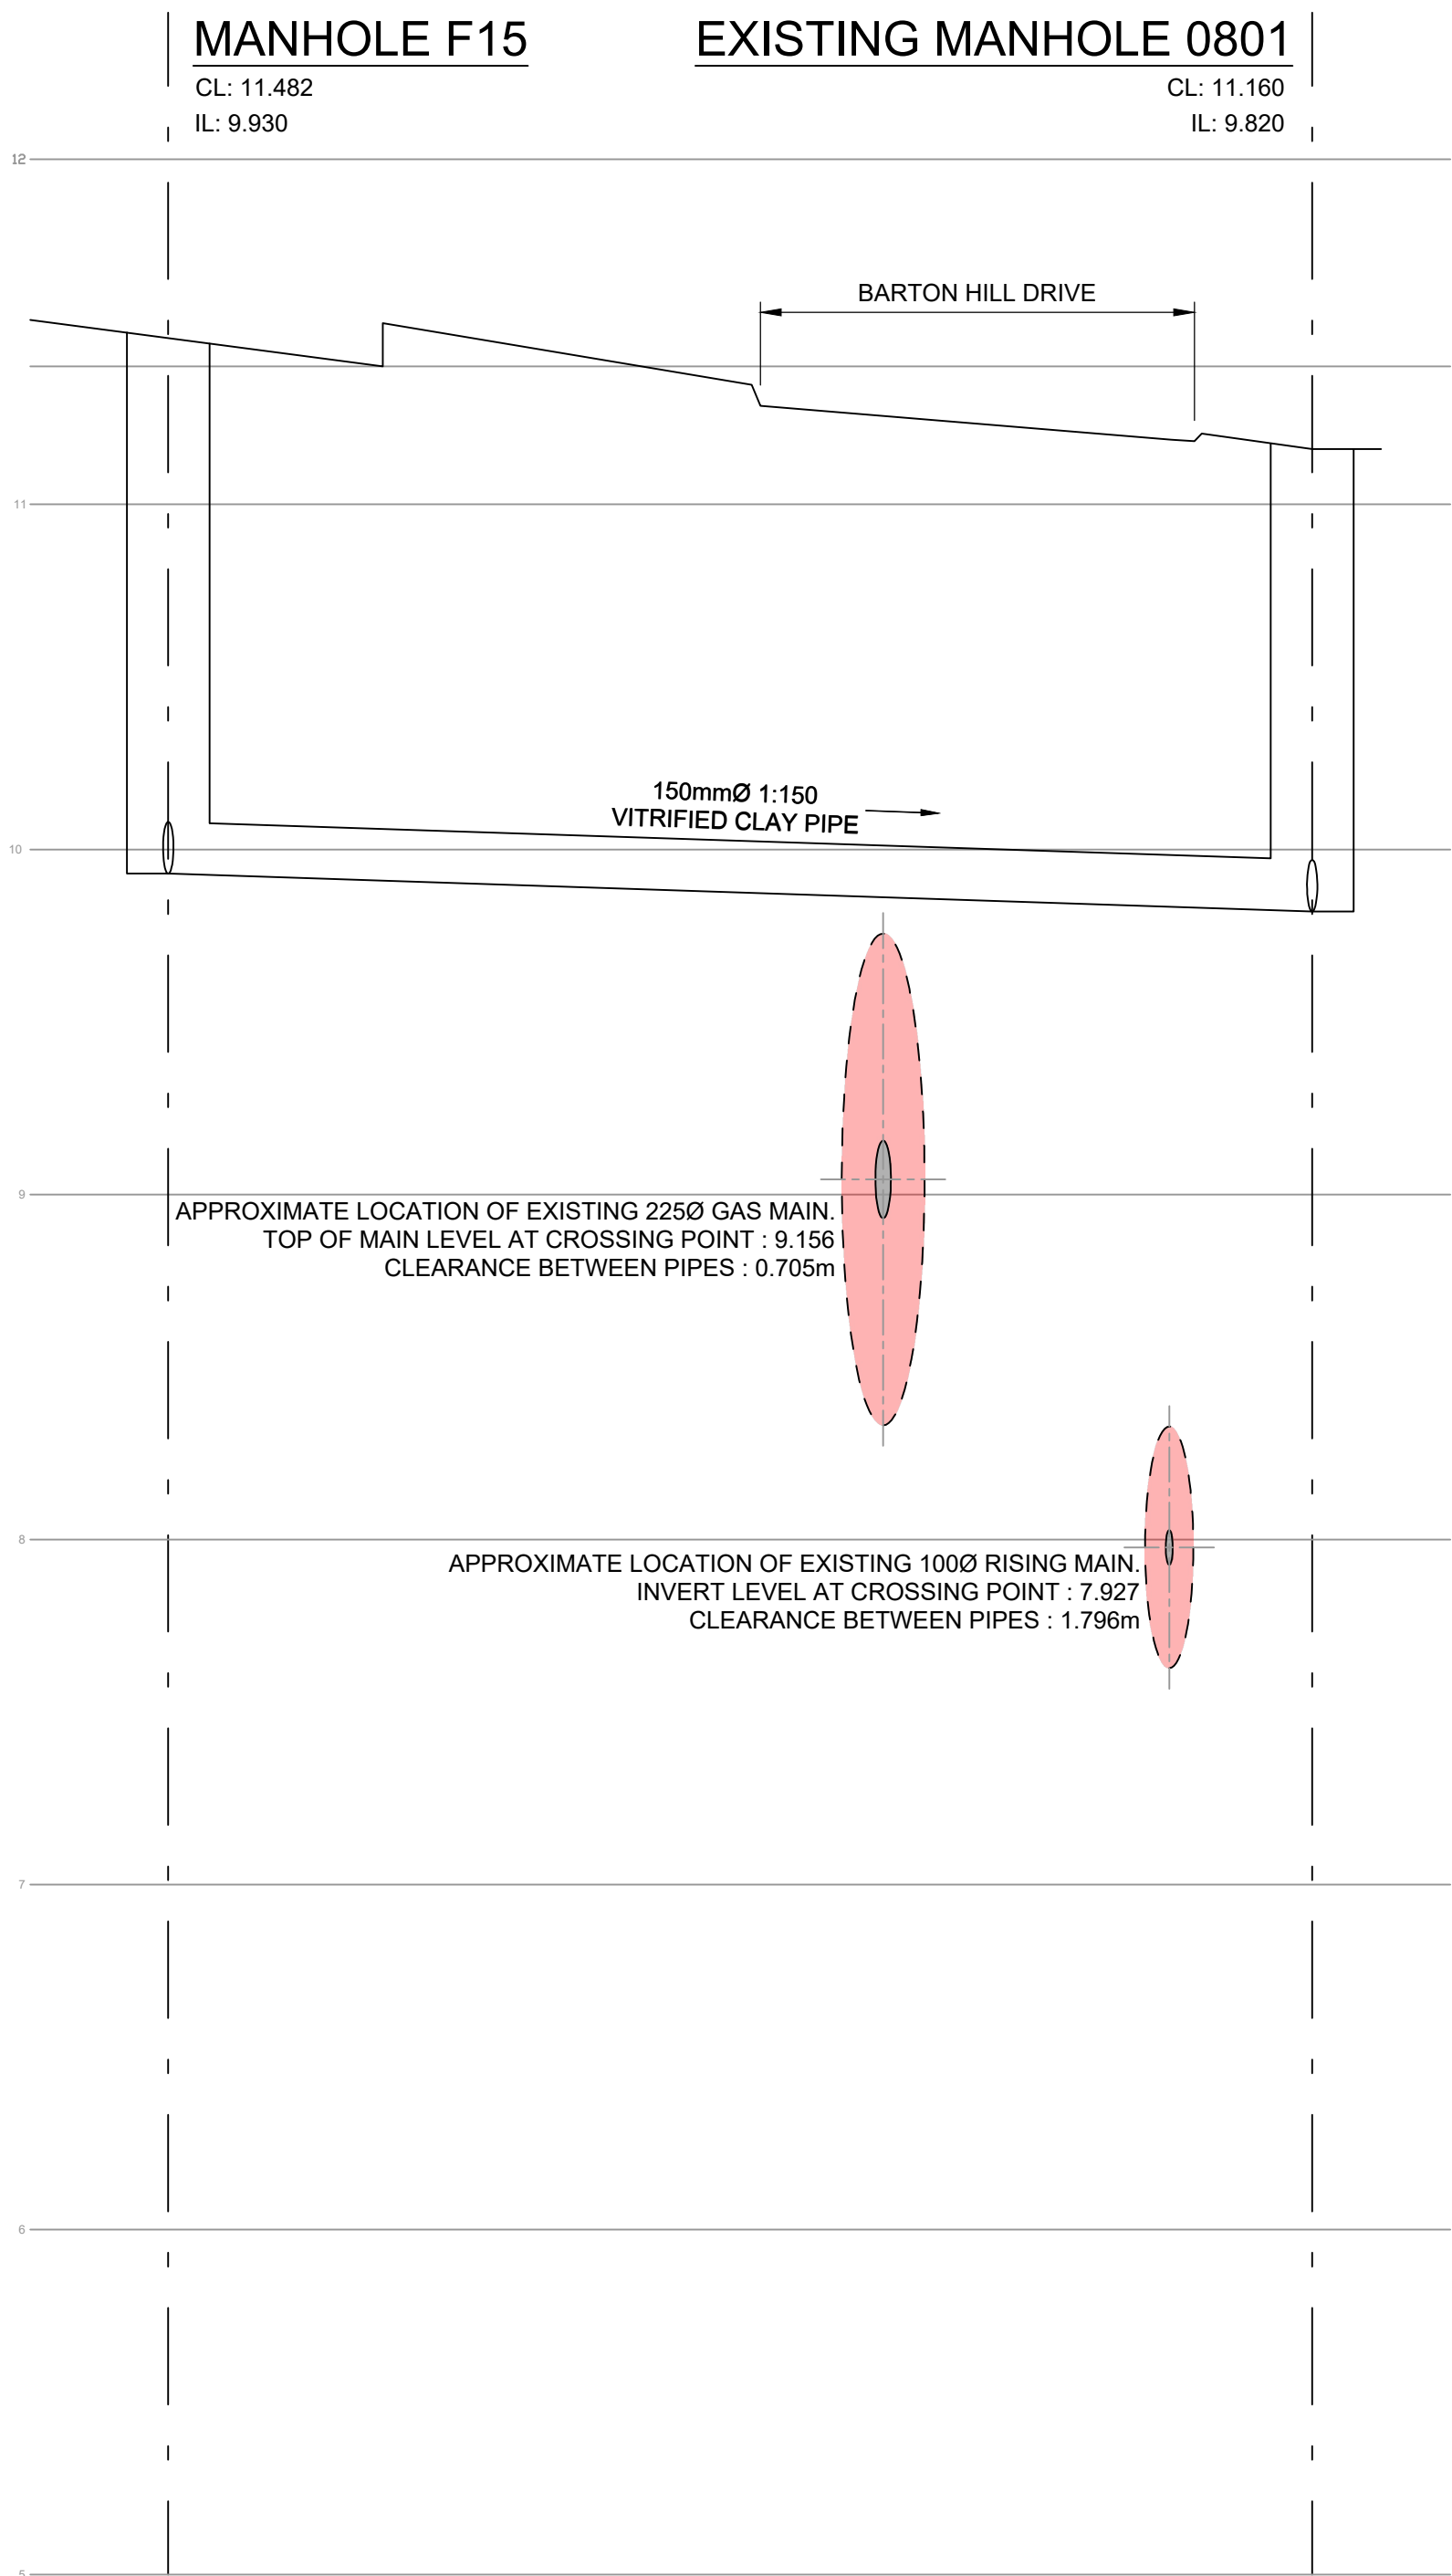 MANHOLE F15
CL: 11.482
IL: 9.930
EXISTING MANHOLE 0801
CL: 11.160
IL: 9.820
12
BARTON HILL DRIVE
11
150mmØ 1:150
VITRIFIED CLAY PIPE
10
9
APPROXIMATE LOCATION OF EXISTING 225Ø GAS MAIN.
TOP OF MAIN LEVEL AT CROSSING POINT : 9.156
CLEARANCE BETWEEN PIPES : 0.705m
8
APPROXIMATE LOCATION OF EXISTING 100Ø RISING MAIN.
INVERT LEVEL AT CROSSING POINT : 7.927
CLEARANCE BETWEEN PIPES : 1.796m
7
6
5